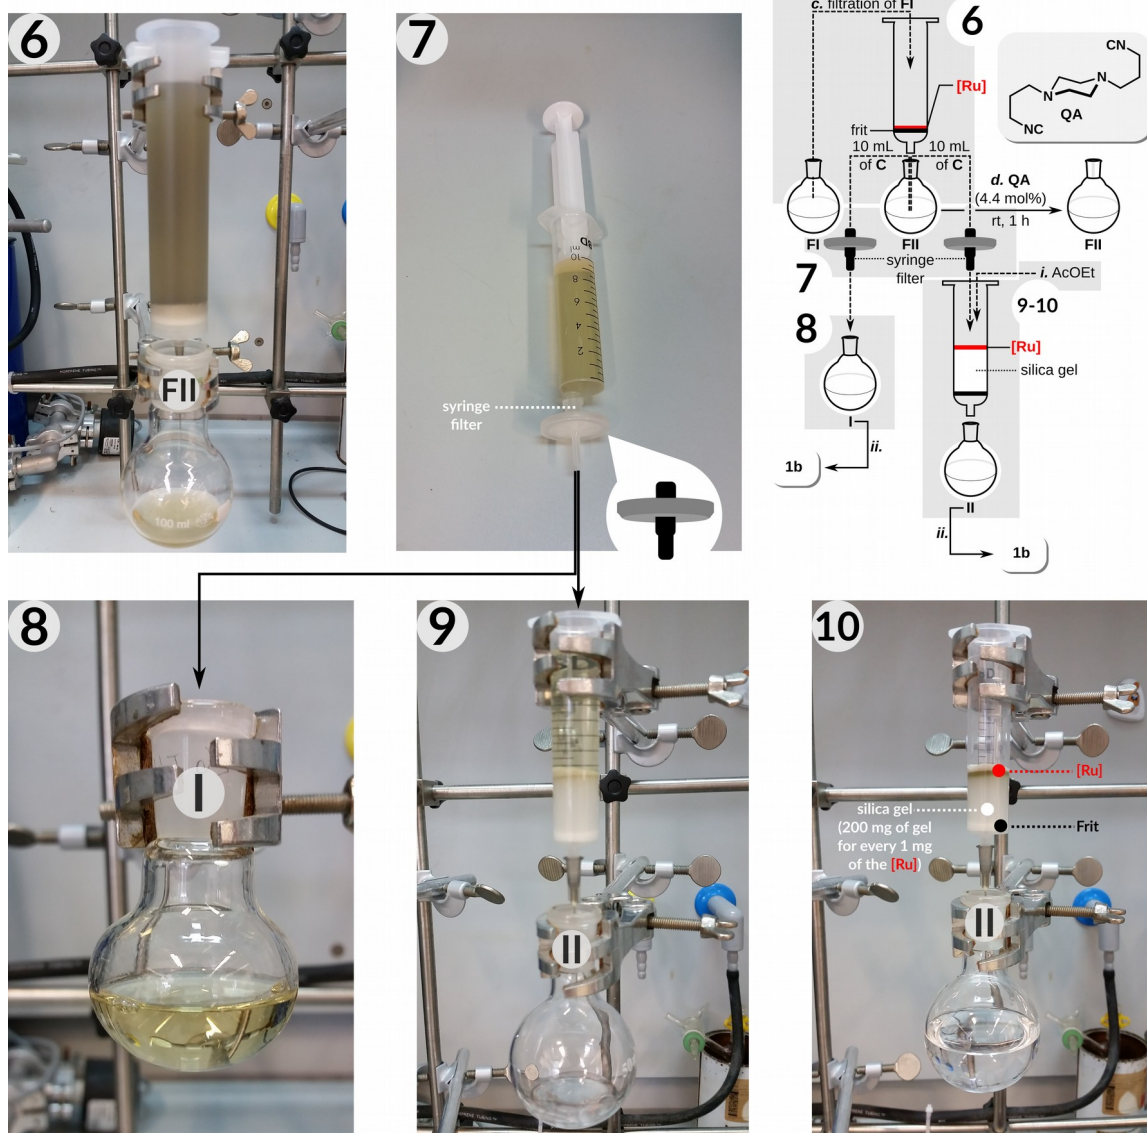 6
FII
100 ml
7
BD
ml
10
8
6
4
2
syringe
filter
c. filtration of FI
6
[Ru]
frit
10 mL
of C
10 mL
of C
CN
N
N
NC
QA
d. QA
(4.4 mol%)
rt, 1 h
FI
FII
FII
syringe
filter
7
i. AcOEt
9-10
8
[Ru]
silica gel
I
ii.
1b
II
ii.
1b
8
I
9
II
10
[Ru]
silica gel
(200 mg of gel
for every 1 mg
of the [Ru])
Frit
II